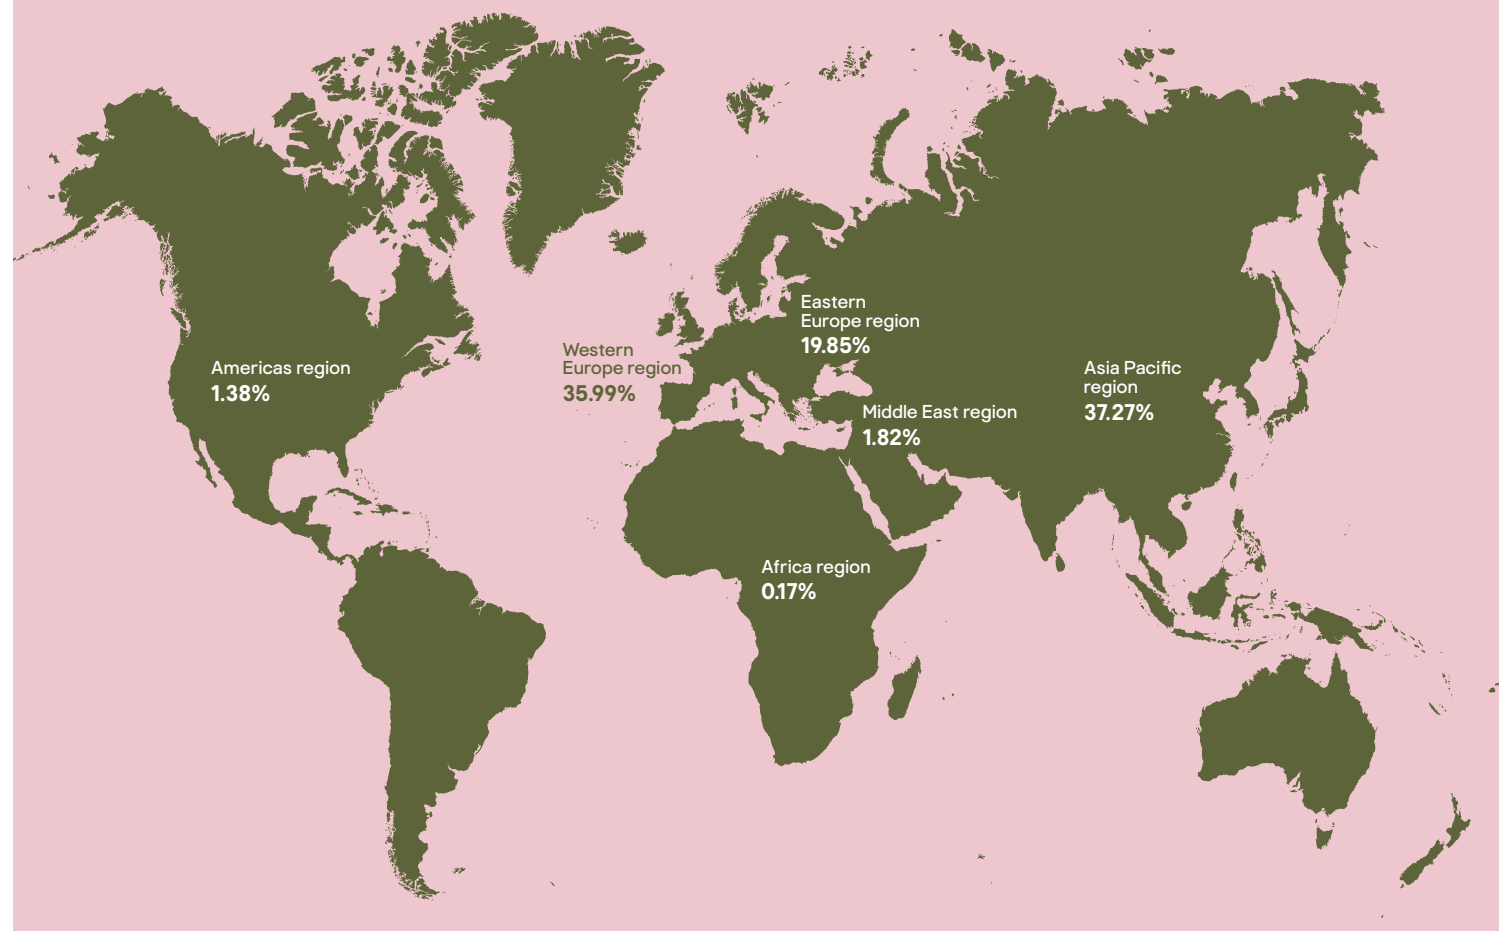 Americas region
1.38%
Western
Europe region
35.99%
Eastern
Europe region
19.85%
Middle East region
1.82%
Asia Pacific
region
37.27%
Africa region
0.17%